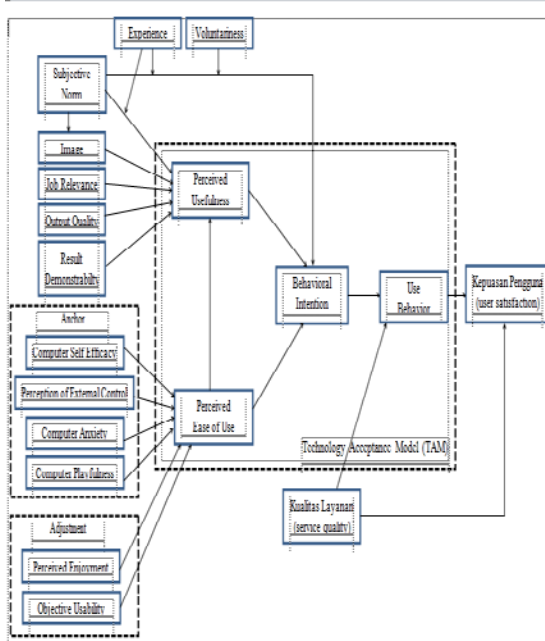 Experience
Voluntariness
Subjective
Norm
Image
Job Relevance
Output Quality
Result
Demonstrabilty
Perceived
Usefulness
Behavioral
Intention
Use
Behavior
Kepuasan Pengguna
(user satisfaction)
Anchor
Computer Self Efficacy
Perception of External Control
Computer Anxiety
Computer Playfulness
Perceived
Ease of Use
Technology Acceptance Model (TAM)
Kualitas Layanan
(service quality)
Adjustment
Perceived Enjoyment
Objective Usability